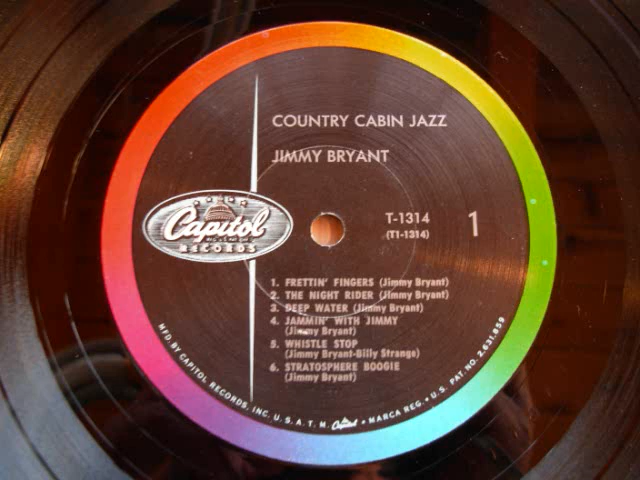 COUNTRY CABIN JAZZ
JIMMY BRYANT
Capitol
RECORDS
T-1314
(T1-1314)
1
1. FRETTIN' FINGERS (Jimmy Bryant)
2. THE NIGHT RIDER (Jimmy Bryant)
3. DEEP WATER (Jimmy Bryant)
4. JAMMIN' WITH JIMMY
(Jimmy Bryant)
5. WHISTLE STOP
(Jimmy Bryant-Billy Strange)
6. STRATOSPHERE BOOGIE
(Jimmy Bryant)
MFD. BY CAPITOL RECORDS, INC. U.S.A. T.M. Capitol • MARCA REG. • U.S. PAT. NO. 2,631,859